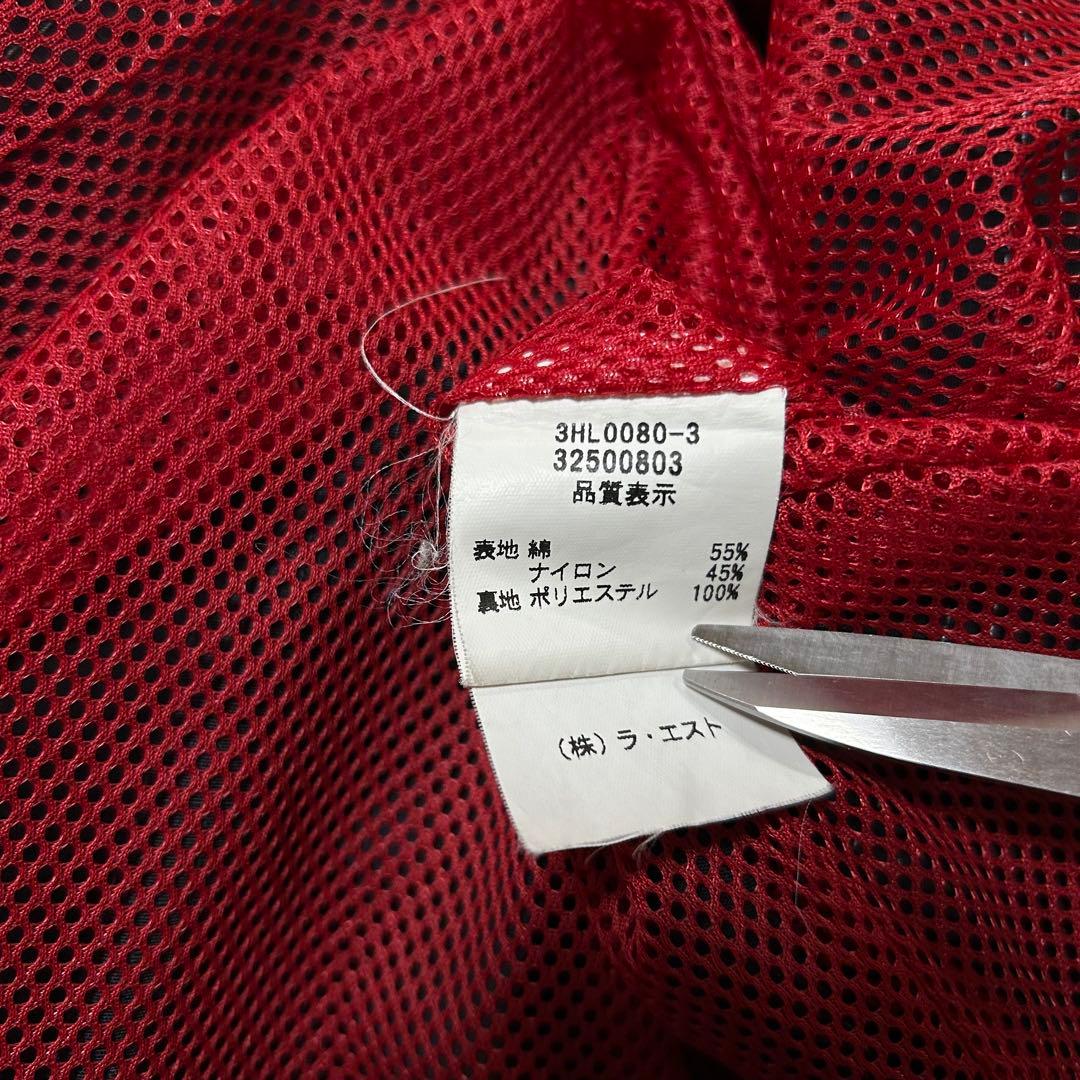 3HL0080-3
32500803
品質表示
表地 綿 55%
ナイロン 45%
裏地 ポリエステル 100%
(株)ラ・エスト